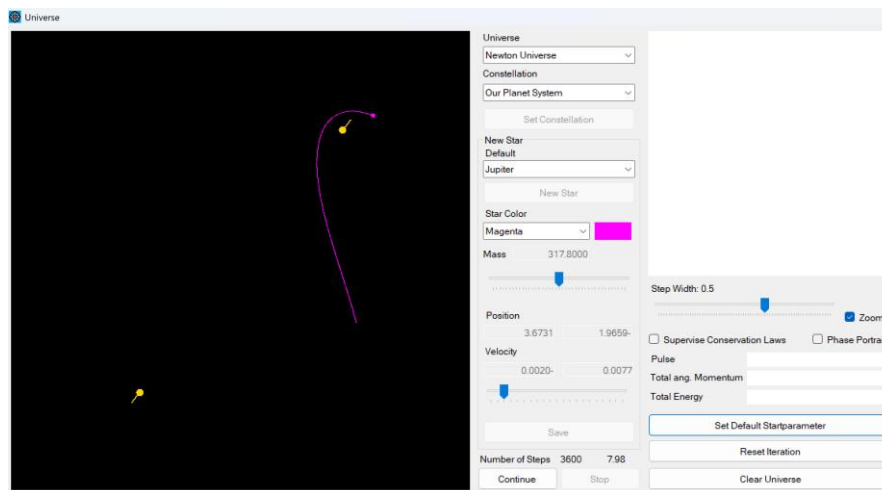 Universe
Universe
Newton Universe
Constellation
Our Planet System
Set Constellation
New Star
Default
Jupiter
New Star
Star Color
Magenta
Mass 317.8000
Position
3.6731 1.9659-
Velocity
0.0020- 0.0077
Save
Number of Steps 3600 7.98
Continue Stop
Step Width: 0.5
Zoom
Supervise Conservation Laws Phase Portra
Pulse
Total ang. Momentum
Total Energy
Set Default Startparameter
Reset Iteration
Clear Universe